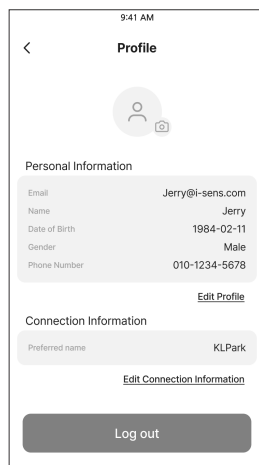 9:41 AM
Profile
Personal Information
Email Jerry@i-sens.com
Name Jerry
Date of Birth 1984-02-11
Gender Male
Phone Number 010-1234-5678
Edit Profile
Connection Information
Preferred name KLPark
Edit Connection Information
Log out